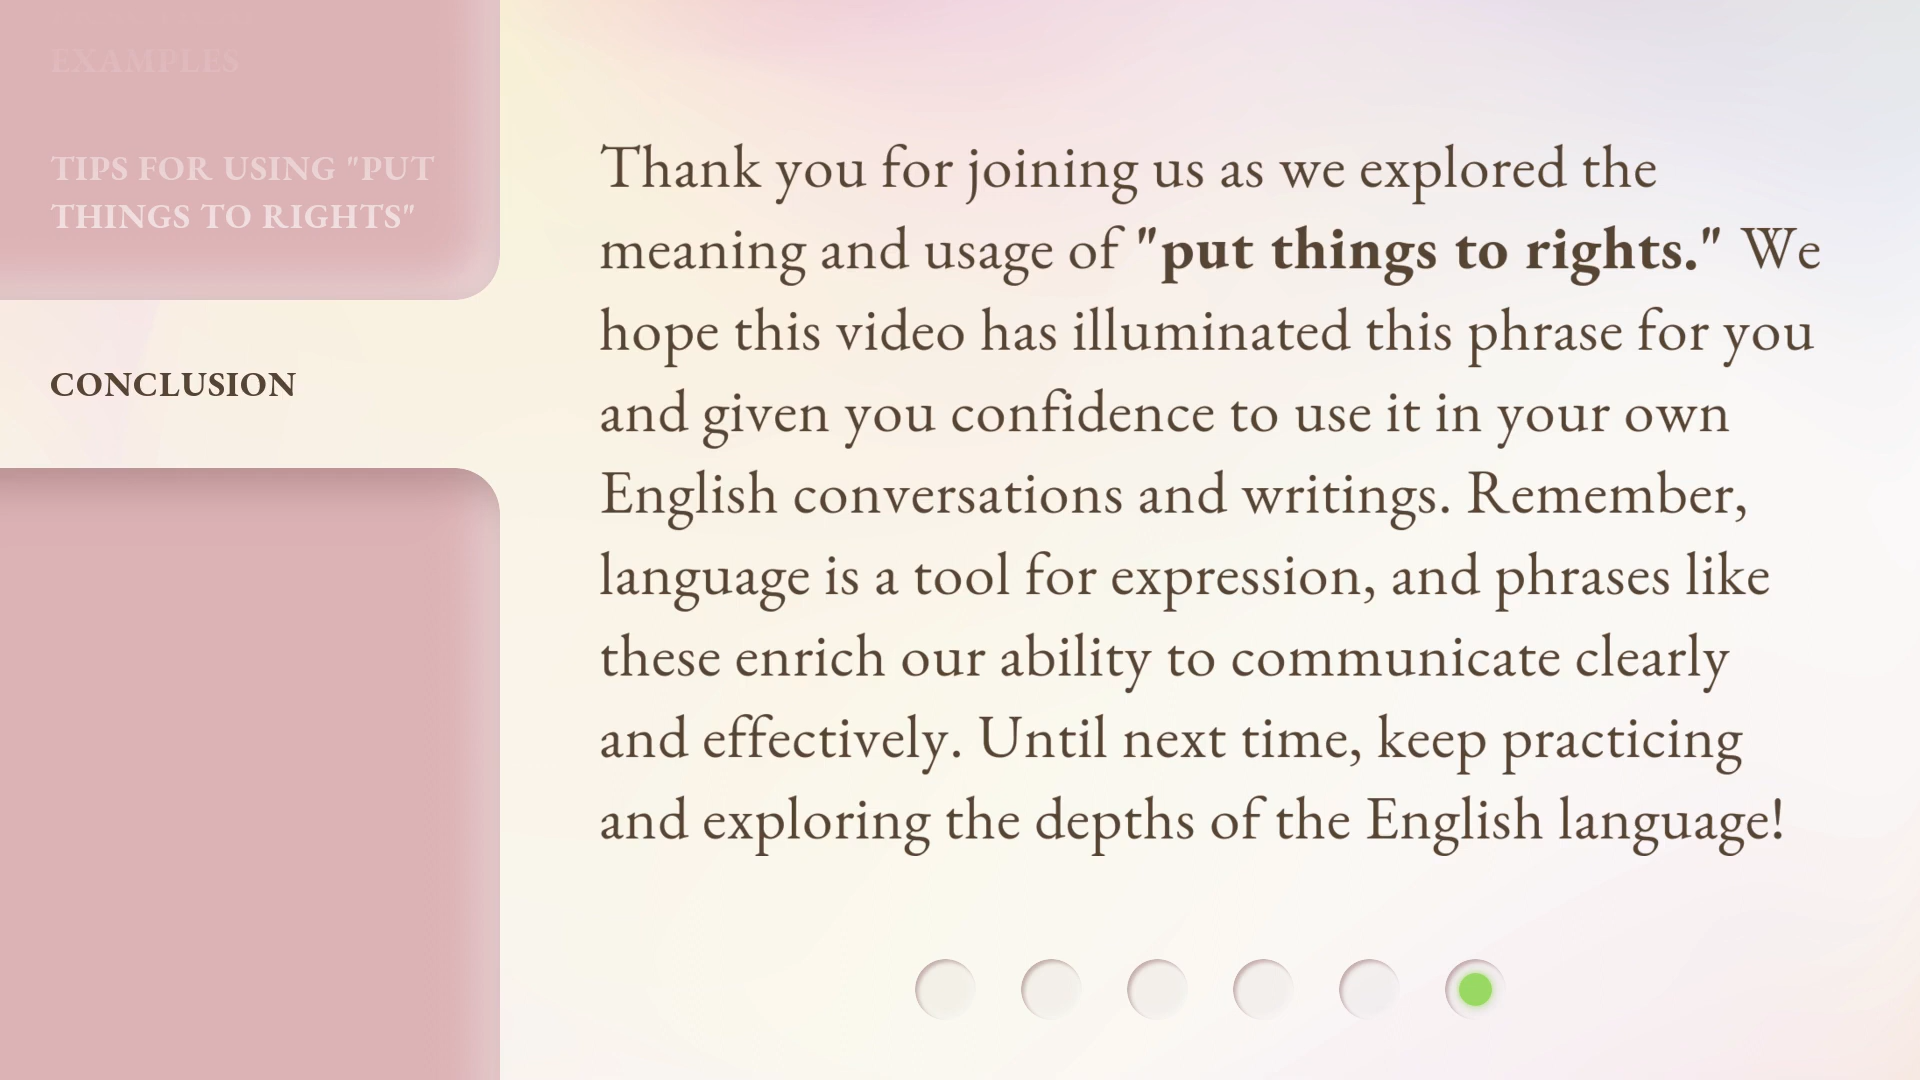 EXAMPLES
TIPS FOR USING "PUT
THINGS TO RIGHTS"
CONCLUSION
Thank you for joining us as we explored the
meaning and usage of "put things to rights." We
hope this video has illuminated this phrase for you
and given you confidence to use it in your own
English conversations and writings. Remember,
language is a tool for expression, and phrases like
these enrich our ability to communicate clearly
and effectively. Until next time, keep practicing
and exploring the depths of the English language!